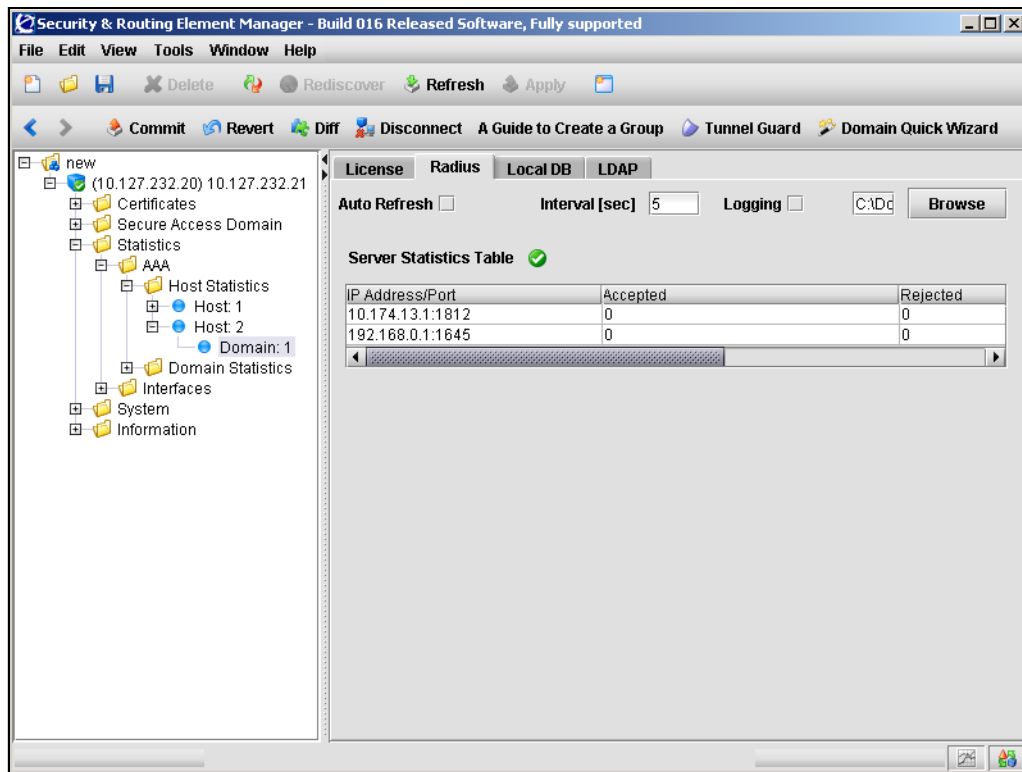 Security & Routing Element Manager - Build 016 Released Software, Fully supported
File Edit View Tools Window Help
Delete Rediscover Refresh Apply
Commit Revert Diff Disconnect A Guide to Create a Group Tunnel Guard Domain Quick Wizard
new
(10.127.232.20) 10.127.232.21
Certificates
Secure Access Domain
Statistics
AAA
Host Statistics
Host: 1
Host: 2
Domain: 1
Domain Statistics
Interfaces
System
Information
License Radius Local DB LDAP
Auto Refresh Interval [sec] 5 Logging C:\Dc Browse
Server Statistics Table
IP Address/Port Accepted Rejected
10.174.13.1:1812 0 0
192.168.0.1:1645 0 0